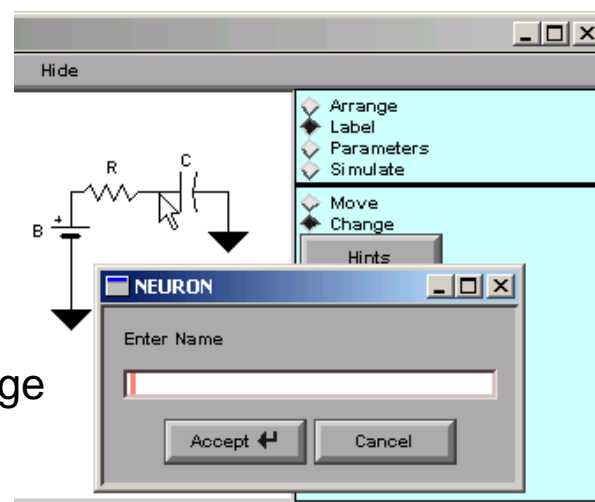 Hide
Arrange
Label
Parameters
Simulate
R
C
B
+
Move
Change
Hints
NEURON
Enter Name
ge
Accept
Cancel